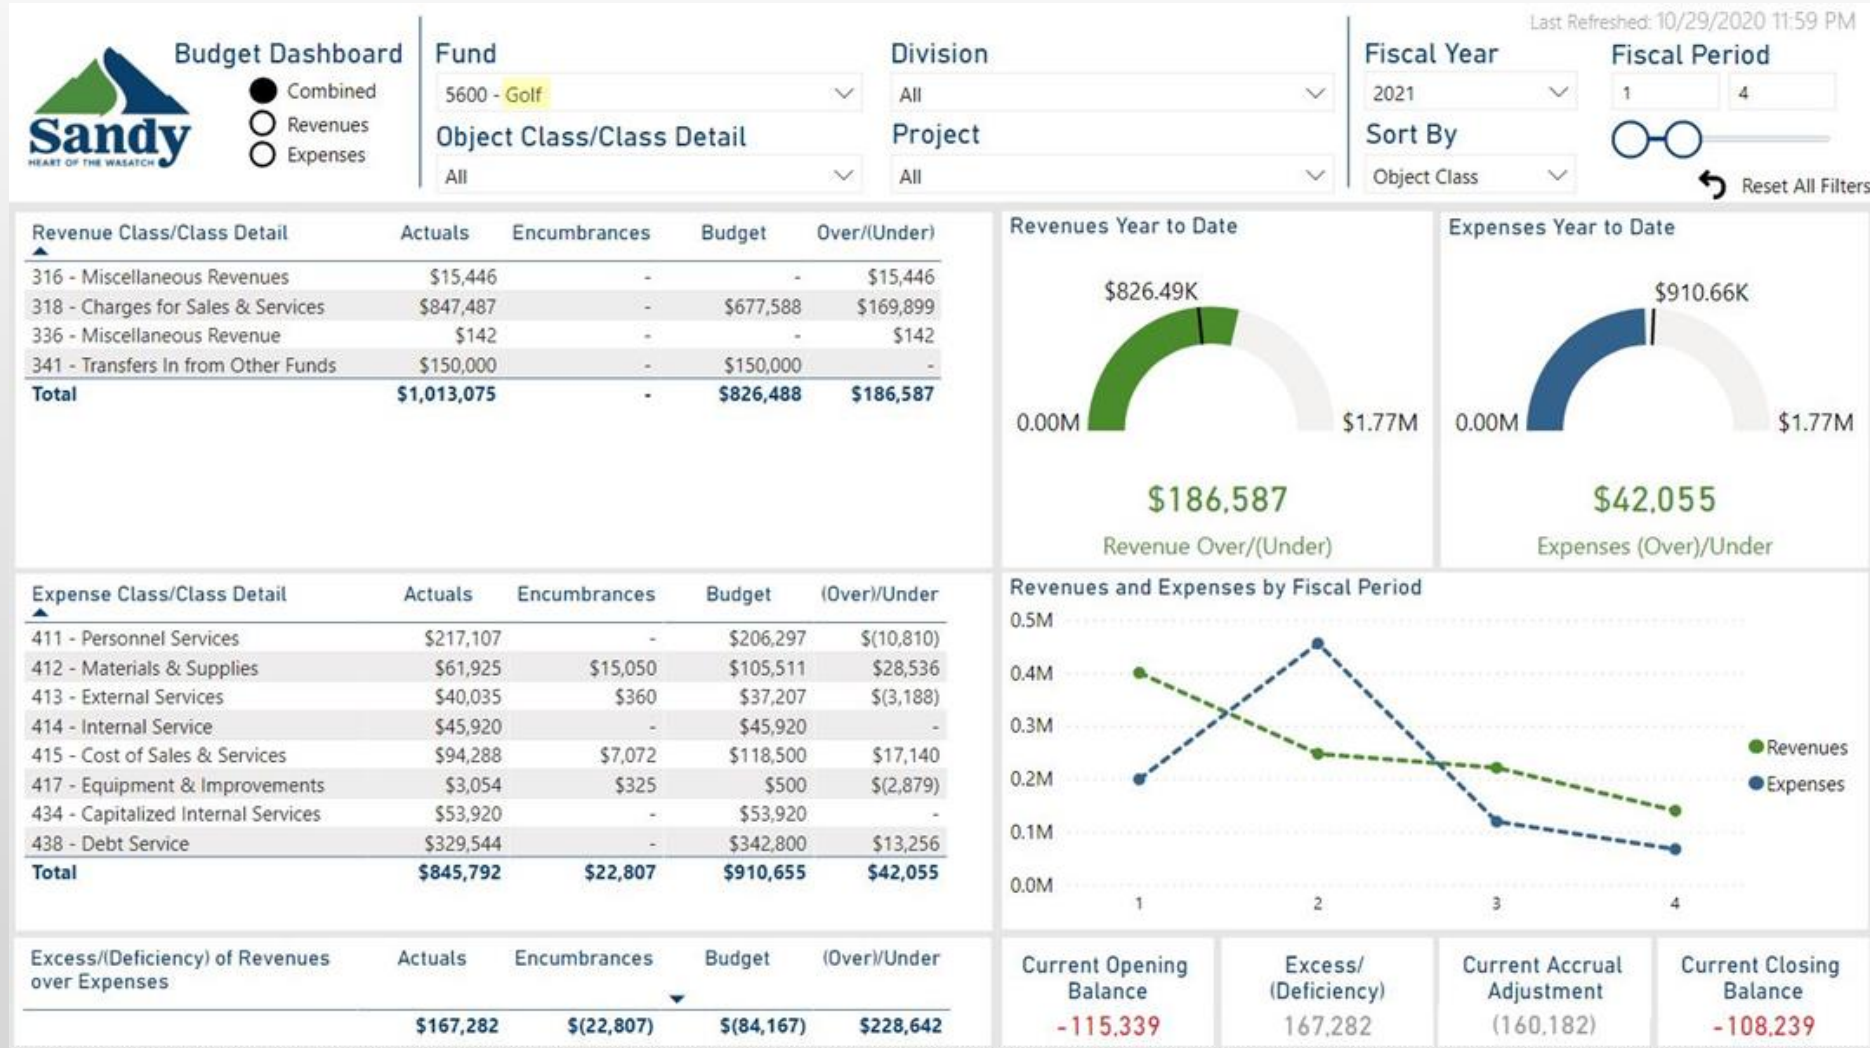 Last Refreshed: 10/29/2020 11:59 PM
Sandy
HEART OF THE WASATCH
Budget Dashboard
Combined
Revenues
Expenses
Fund
5600 - Golf
Object Class/Class Detail
All
Division
All
Project
All
Fiscal Year
2021
Sort By
Object Class
Fiscal Period
1 4
Reset All Filters
Revenue Class/Class Detail Actuals Encumbrances Budget Over/(Under)
316 - Miscellaneous Revenues $15,446 - - $15,446
318 - Charges for Sales & Services $847,487 - $677,588 $169,899
336 - Miscellaneous Revenue $142 - - $142
341 - Transfers In from Other Funds $150,000 - $150,000 -
Total $1,013,075 - $826,488 $186,587
Revenues Year to Date
$826.49K
0.00M $1.77M
$186,587
Revenue Over/(Under)
Expenses Year to Date
$910.66K
0.00M $1.77M
$42,055
Expenses (Over)/Under
Expense Class/Class Detail Actuals Encumbrances Budget (Over)/Under
411 - Personnel Services $217,107 - $206,297 $(10,810)
412 - Materials & Supplies $61,925 $15,050 $105,511 $28,536
413 - External Services $40,035 $360 $37,207 $(3,188)
414 - Internal Service $45,920 - $45,920 -
415 - Cost of Sales & Services $94,288 $7,072 $118,500 $17,140
417 - Equipment & Improvements $3,054 $325 $500 $(2,879)
434 - Capitalized Internal Services $53,920 - $53,920 -
438 - Debt Service $329,544 - $342,800 $13,256
Total $845,792 $22,807 $910,655 $42,055
Revenues and Expenses by Fiscal Period
0.5M
0.4M
0.3M
0.2M
0.1M
0.0M
1 2 3 4
Revenues
Expenses
Excess/(Deficiency) of Revenues over Expenses Actuals Encumbrances Budget (Over)/Under
$167,282 $(22,807) $(84,167) $228,642
Current Opening Balance
-115,339
Excess/ (Deficiency)
167,282
Current Accrual Adjustment
(160,182)
Current Closing Balance
-108,239